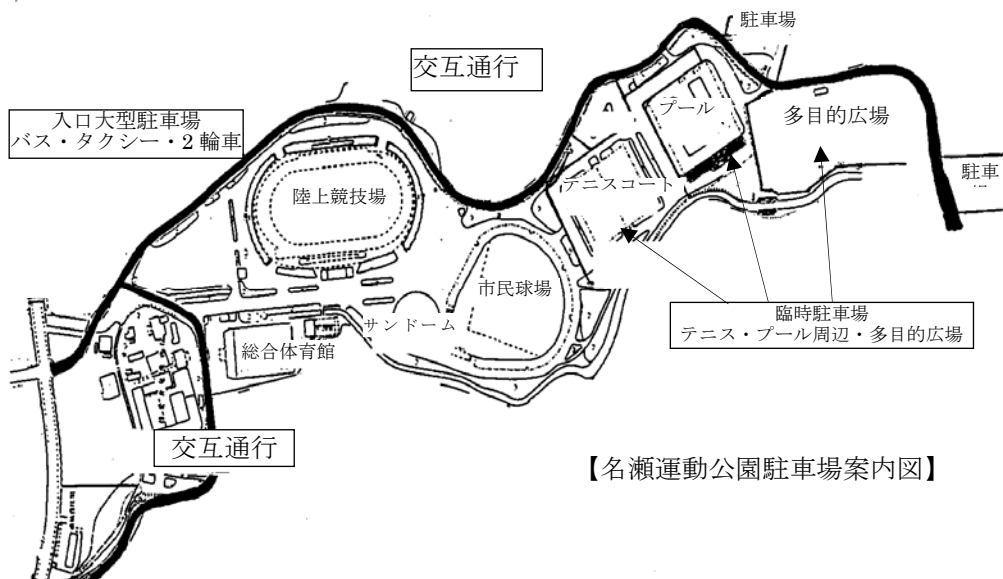 駐車場
交互通行
入口大型駐車場
バス・タクシー・2輪車
プール
多目的広場
駐車
テニスコート
陸上競技場
市民球場
サンドーム
臨時駐車場
テニス・プール周辺・多目的広場
総合体育館
交互通行
【名瀬運動公園駐車場案内図】